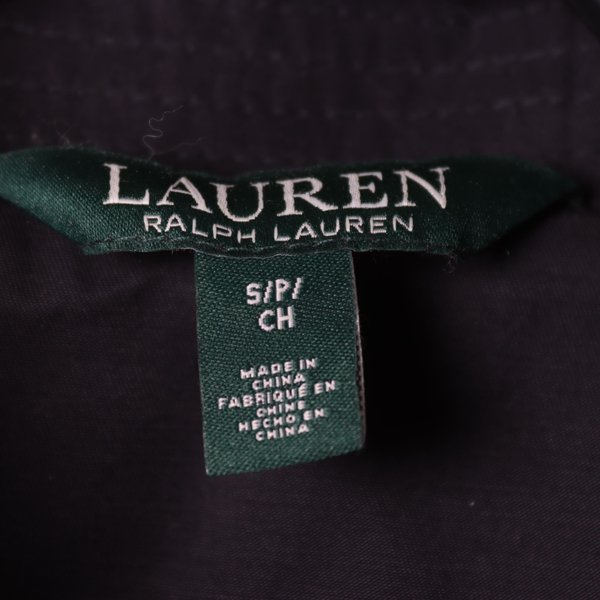 LAUREN
RALPH LAUREN
S/P/
CH
MADE IN
CHINA
FABRIQUÉ EN
CHINE
HECHO EN
CHINA